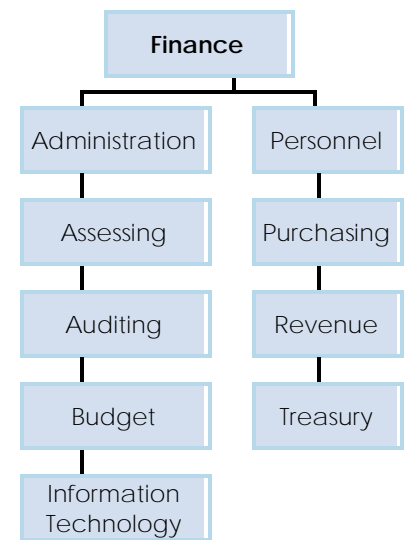 Finance
Administration
Personnel
Assessing
Purchasing
Auditing
Revenue
Budget
Treasury
Information
Technology